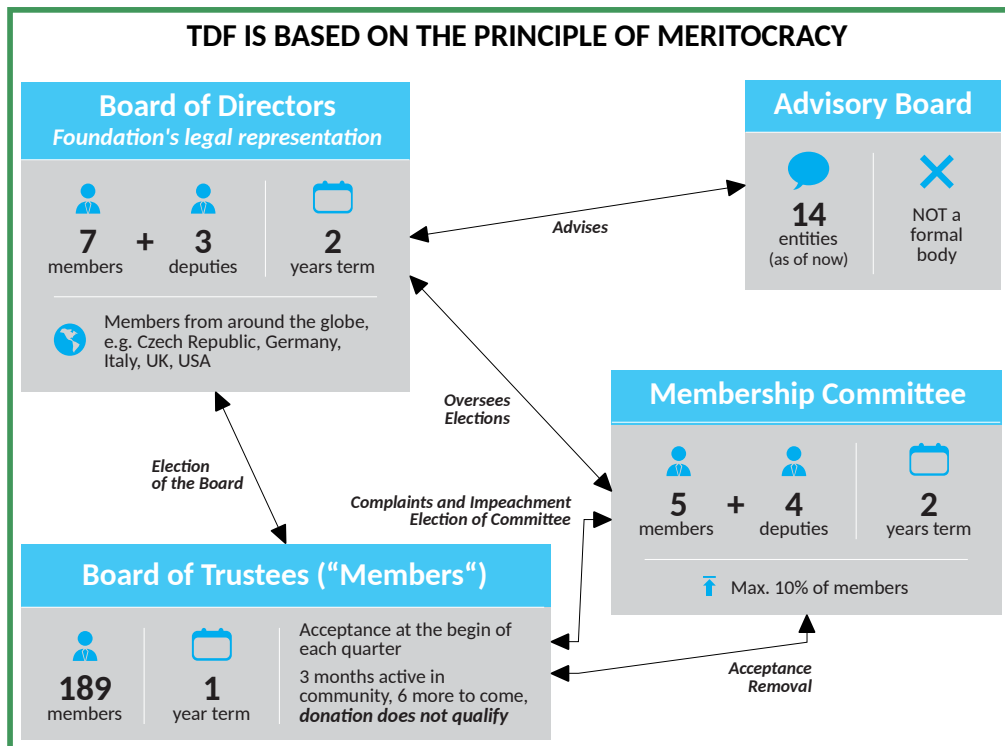 TDF IS BASED ON THE PRINCIPLE OF MERITOCRACY
Board of Directors
Foundation's legal representation
7 + 3
members deputies
2
years term
Members from around the globe,
e.g. Czech Republic, Germany,
Italy, UK, USA
Advises
Advisory Board
14
entities
(as of now)
NOT a
formal
body
Oversees
Elections
Membership Committee
5 + 4
members deputies
2
years term
Max. 10% of members
Election
of the Board
Complaints and Impeachment
Election of Committee
Board of Trustees (“Members“)
189
members
1
year term
Acceptance at the begin of
each quarter
3 months active in
community, 6 more to come,
donation does not qualify
Acceptance
Removal